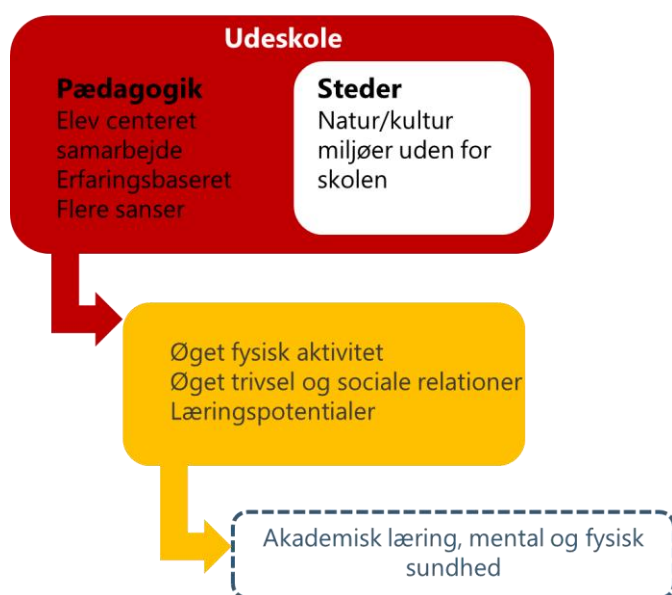 Udeskole
Pædagogik
Elev centeret
samarbejde
Erfaringsbaseret
Flere sanser
Steder
Natur/kultur
miljøer uden for
skolen
Øget fysisk aktivitet
Øget trivsel og sociale relationer
Læringspotentialer
Akademisk læring, mental og fysisk
sundhed